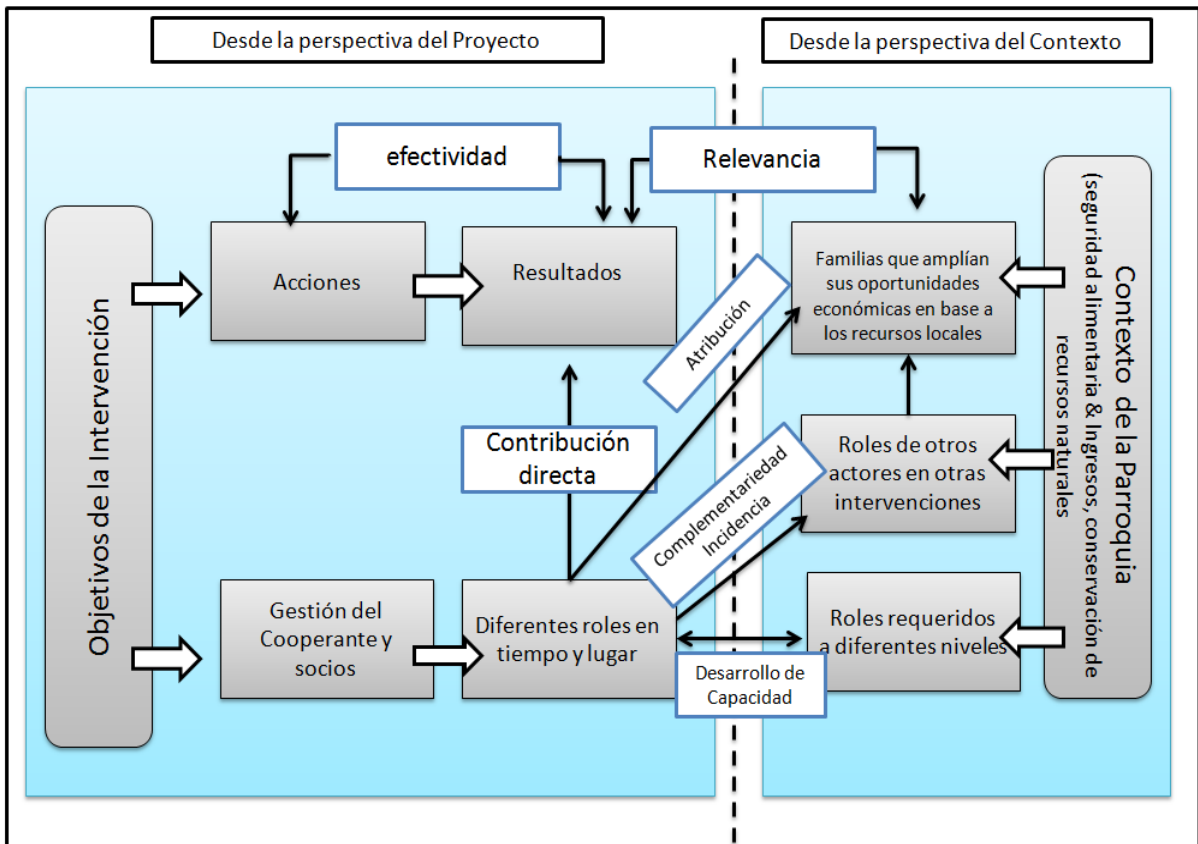 Desde la perspectiva del Proyecto
Desde la perspectiva del Contexto
efectividad
Relevancia
Objetivos de la Intervención
Acciones
Resultados
Familias que amplían
sus oportunidades
económicas en base a
los recursos locales
Contexto de la Parroquia
(seguridad alimentaria & Ingresos, conservación de
recursos naturales
Atribución
Contribución
directa
Complementariedad
Incidencia
Roles de otros
actores en otras
intervenciones
Gestión del
Cooperante y
socios
Diferentes roles en
tiempo y lugar
Desarrollo de
Capacidad
Roles requeridos
a diferentes niveles